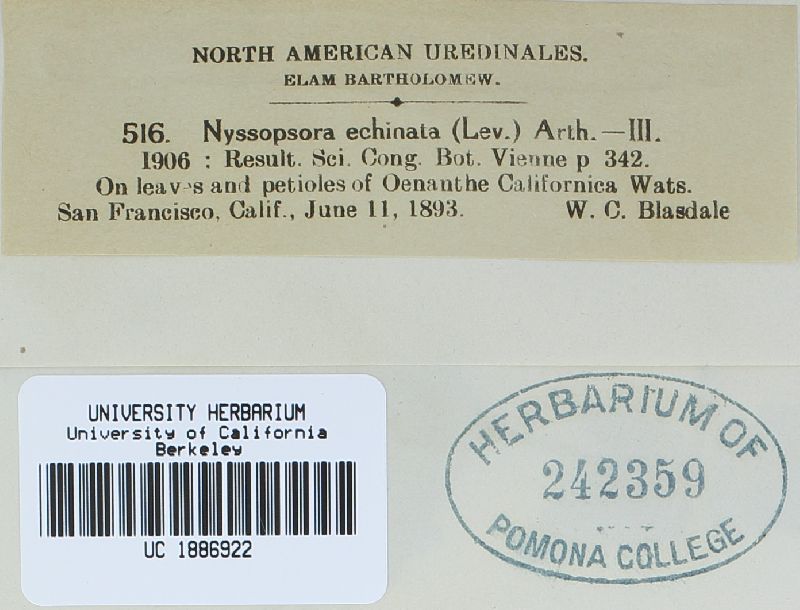 NORTH AMERICAN UREDINALES.
ELAM BARTHOLOMEW.
516. Nyssopsora echinata (Lev.) Arth.—III.
1906 : Result. Sci. Cong. Bot. Vienne p 342.
On leaves and petioles of Oenanthe Californica Wats.
San Francisco, Calif., June 11, 1893. W. C. Blasdale
UNIVERSITY HERBARIUM
University of California
Berkeley
UC 1886922
HERBARIUM OF
242359
POMONA COLLEGE